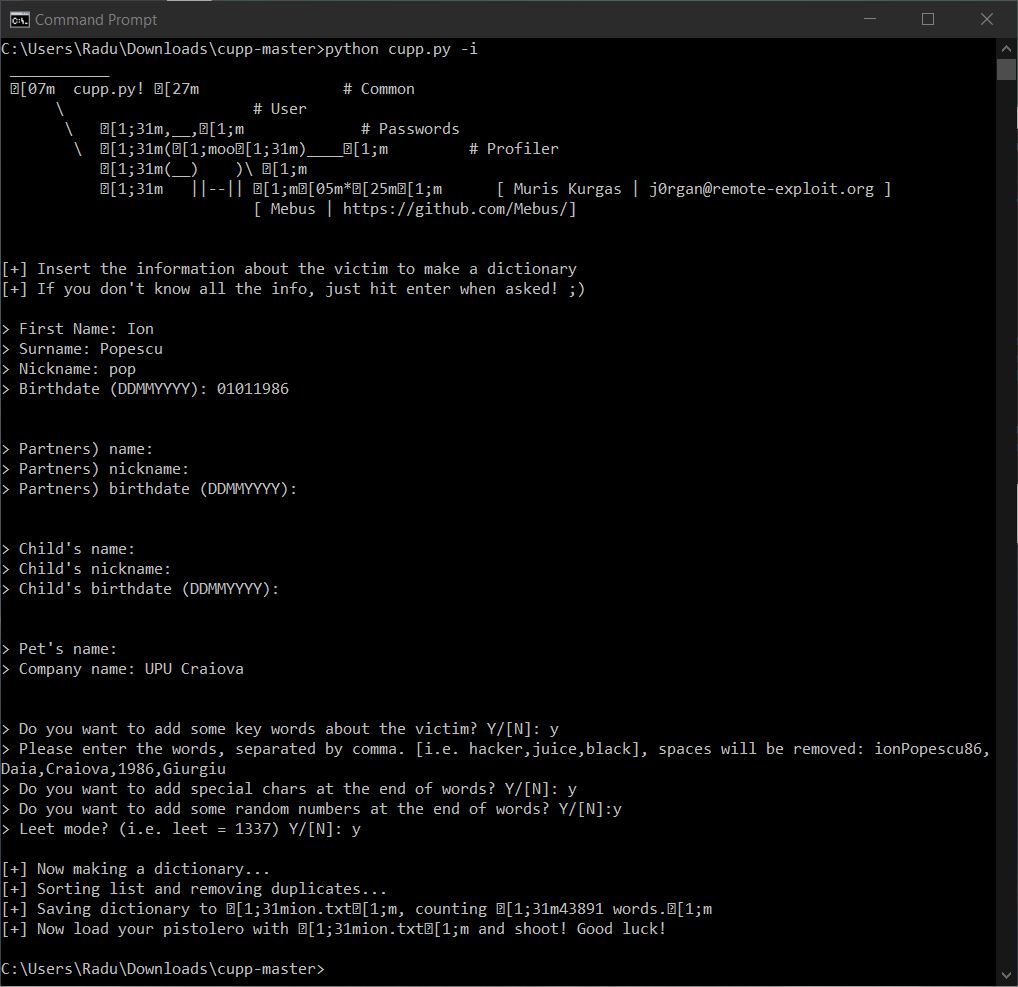 Command Prompt
C:\Users\Radu\Downloads\cupp-master>python cupp.py -i
___________
␛[07m  cupp.py! ␛[27m                # Common
      \                     # User
       \   ␛[1;31m,__,␛[1;m             # Passwords
        \  ␛[1;31m(␛[1;moo␛[1;31m)____␛[1;m         # Profiler
           ␛[1;31m(__)    )\ ␛[1;m
           ␛[1;31m   ||--|| ␛[1;m␛[05m*␛[25m␛[1;m      [ Muris Kurgas | j0rgan@remote-exploit.org ]
                            [ Mebus | https://github.com/Mebus/]
[+] Insert the information about the victim to make a dictionary
[+] If you don't know all the info, just hit enter when asked! ;)
> First Name: Ion
> Surname: Popescu
> Nickname: pop
> Birthdate (DDMMYYYY): 01011986
> Partners) name:
> Partners) nickname:
> Partners) birthdate (DDMMYYYY):
> Child's name:
> Child's nickname:
> Child's birthdate (DDMMYYYY):
> Pet's name:
> Company name: UPU Craiova
> Do you want to add some key words about the victim? Y/[N]: y
> Please enter the words, separated by comma. [i.e. hacker,juice,black], spaces will be removed: ionPopescu86,
Daia,Craiova,1986,Giurgiu
> Do you want to add special chars at the end of words? Y/[N]: y
> Do you want to add some random numbers at the end of words? Y/[N]:y
> Leet mode? (i.e. leet = 1337) Y/[N]: y
[+] Now making a dictionary...
[+] Sorting list and removing duplicates...
[+] Saving dictionary to ␛[1;31mion.txt␛[1;m, counting ␛[1;31m43891 words.␛[1;m
[+] Now load your pistolero with ␛[1;31mion.txt␛[1;m and shoot! Good luck!
C:\Users\Radu\Downloads\cupp-master>